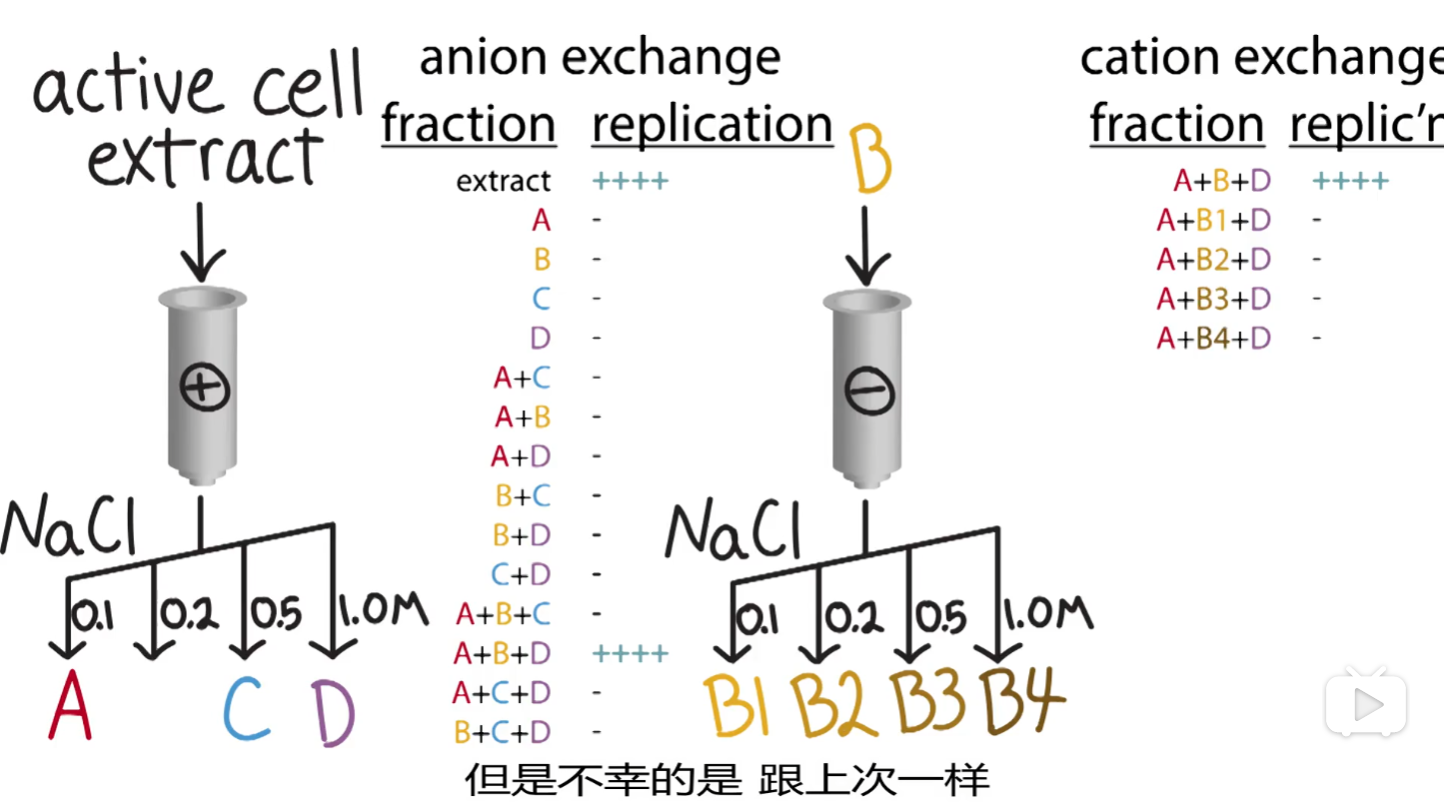 active cell
extract
NaCl
0.1 0.2 0.5 1.0M
A C D
anion exchange
fraction replication
extract ++++
A -
B -
C -
D -
A+C -
A+B -
A+D -
B+C -
B+D -
C+D -
A+B+C -
A+B+D ++++
A+C+D -
B+C+D -
B
NaCl
0.1 0.2 0.5 1.0M
B1 B2 B3 B4
cation exchange
fraction replic'n
A+B+D ++++
A+B1+D -
A+B2+D -
A+B3+D -
A+B4+D -
但是不幸的是 跟上次一样